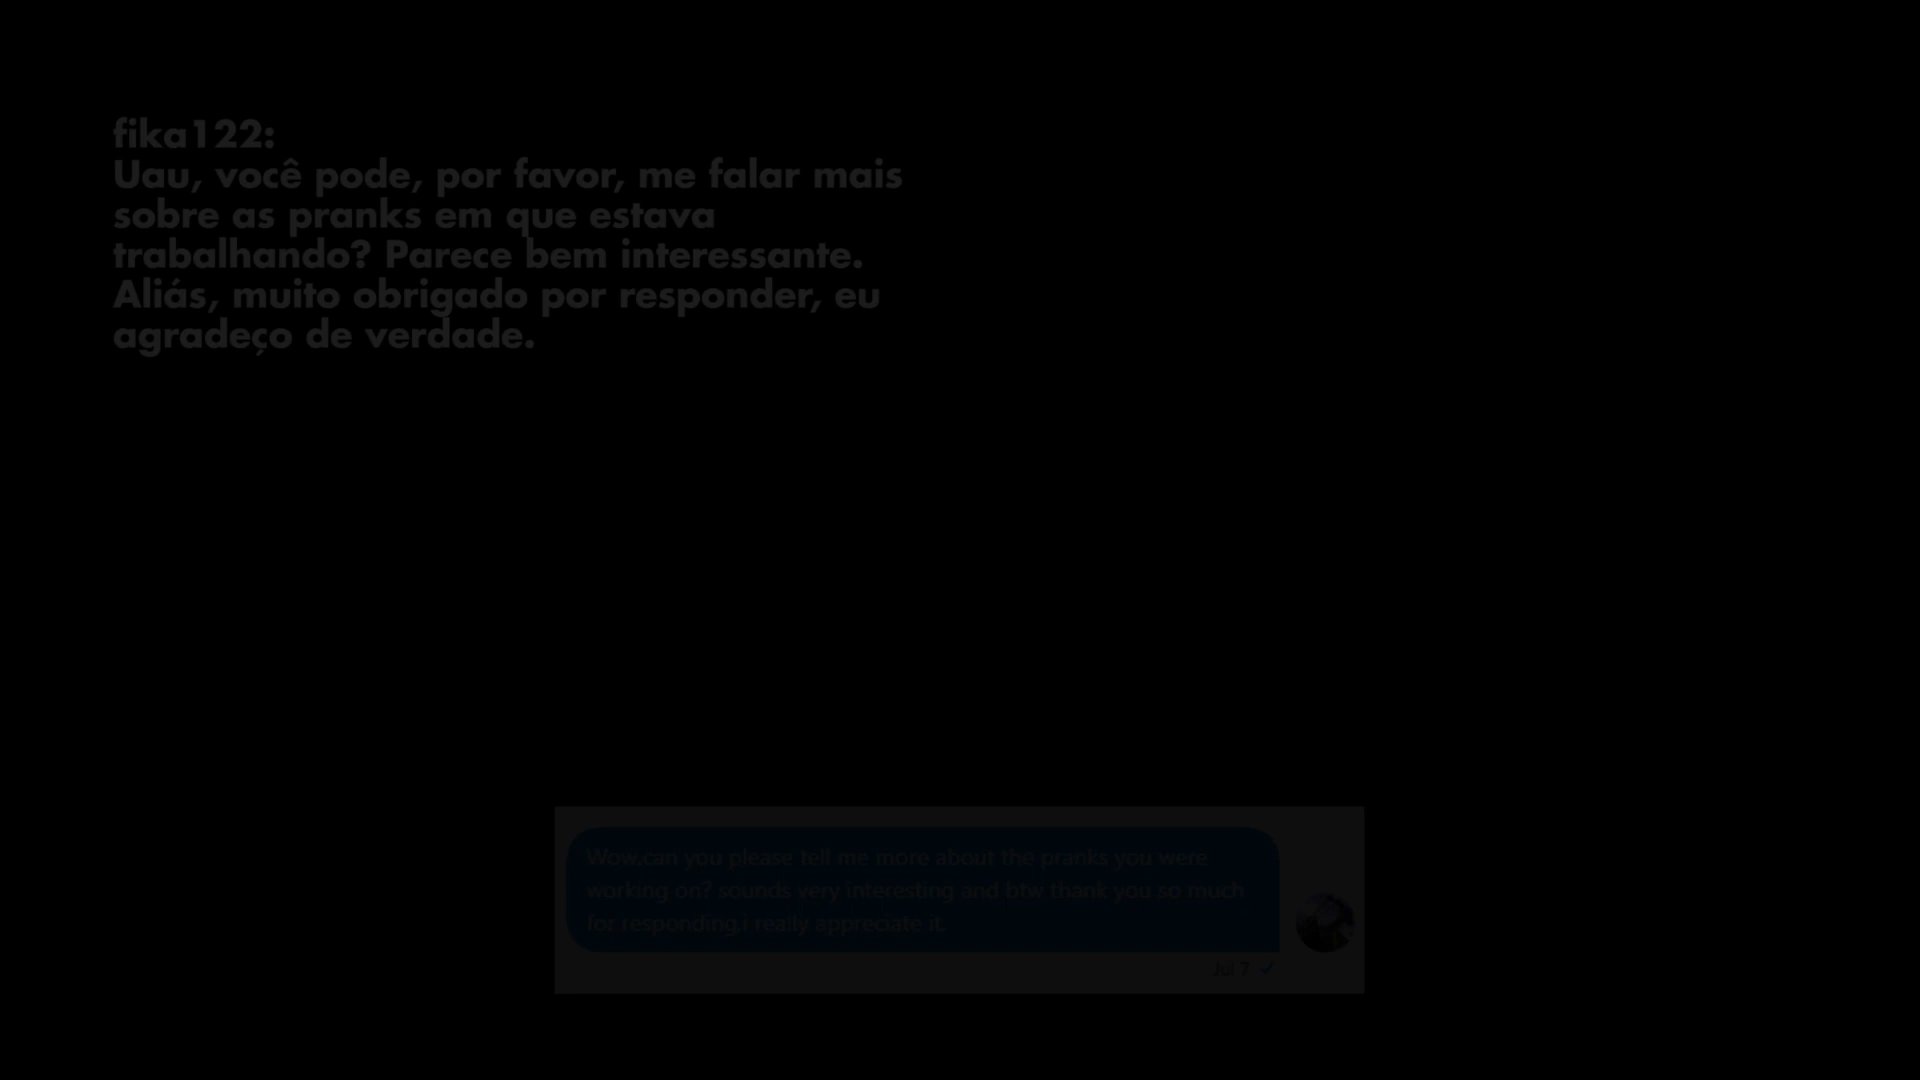 fika122:
Uau, você pode, por favor, me falar mais
sobre as pranks em que estava
trabalhando? Parece bem interessante.
Aliás, muito obrigado por responder, eu
agradeço de verdade.
Wow,can you please tell me more about the pranks you were
working on? sounds very interesting and btw thank you so much
for responding,i really appreciate it.
Jul 7 ✓